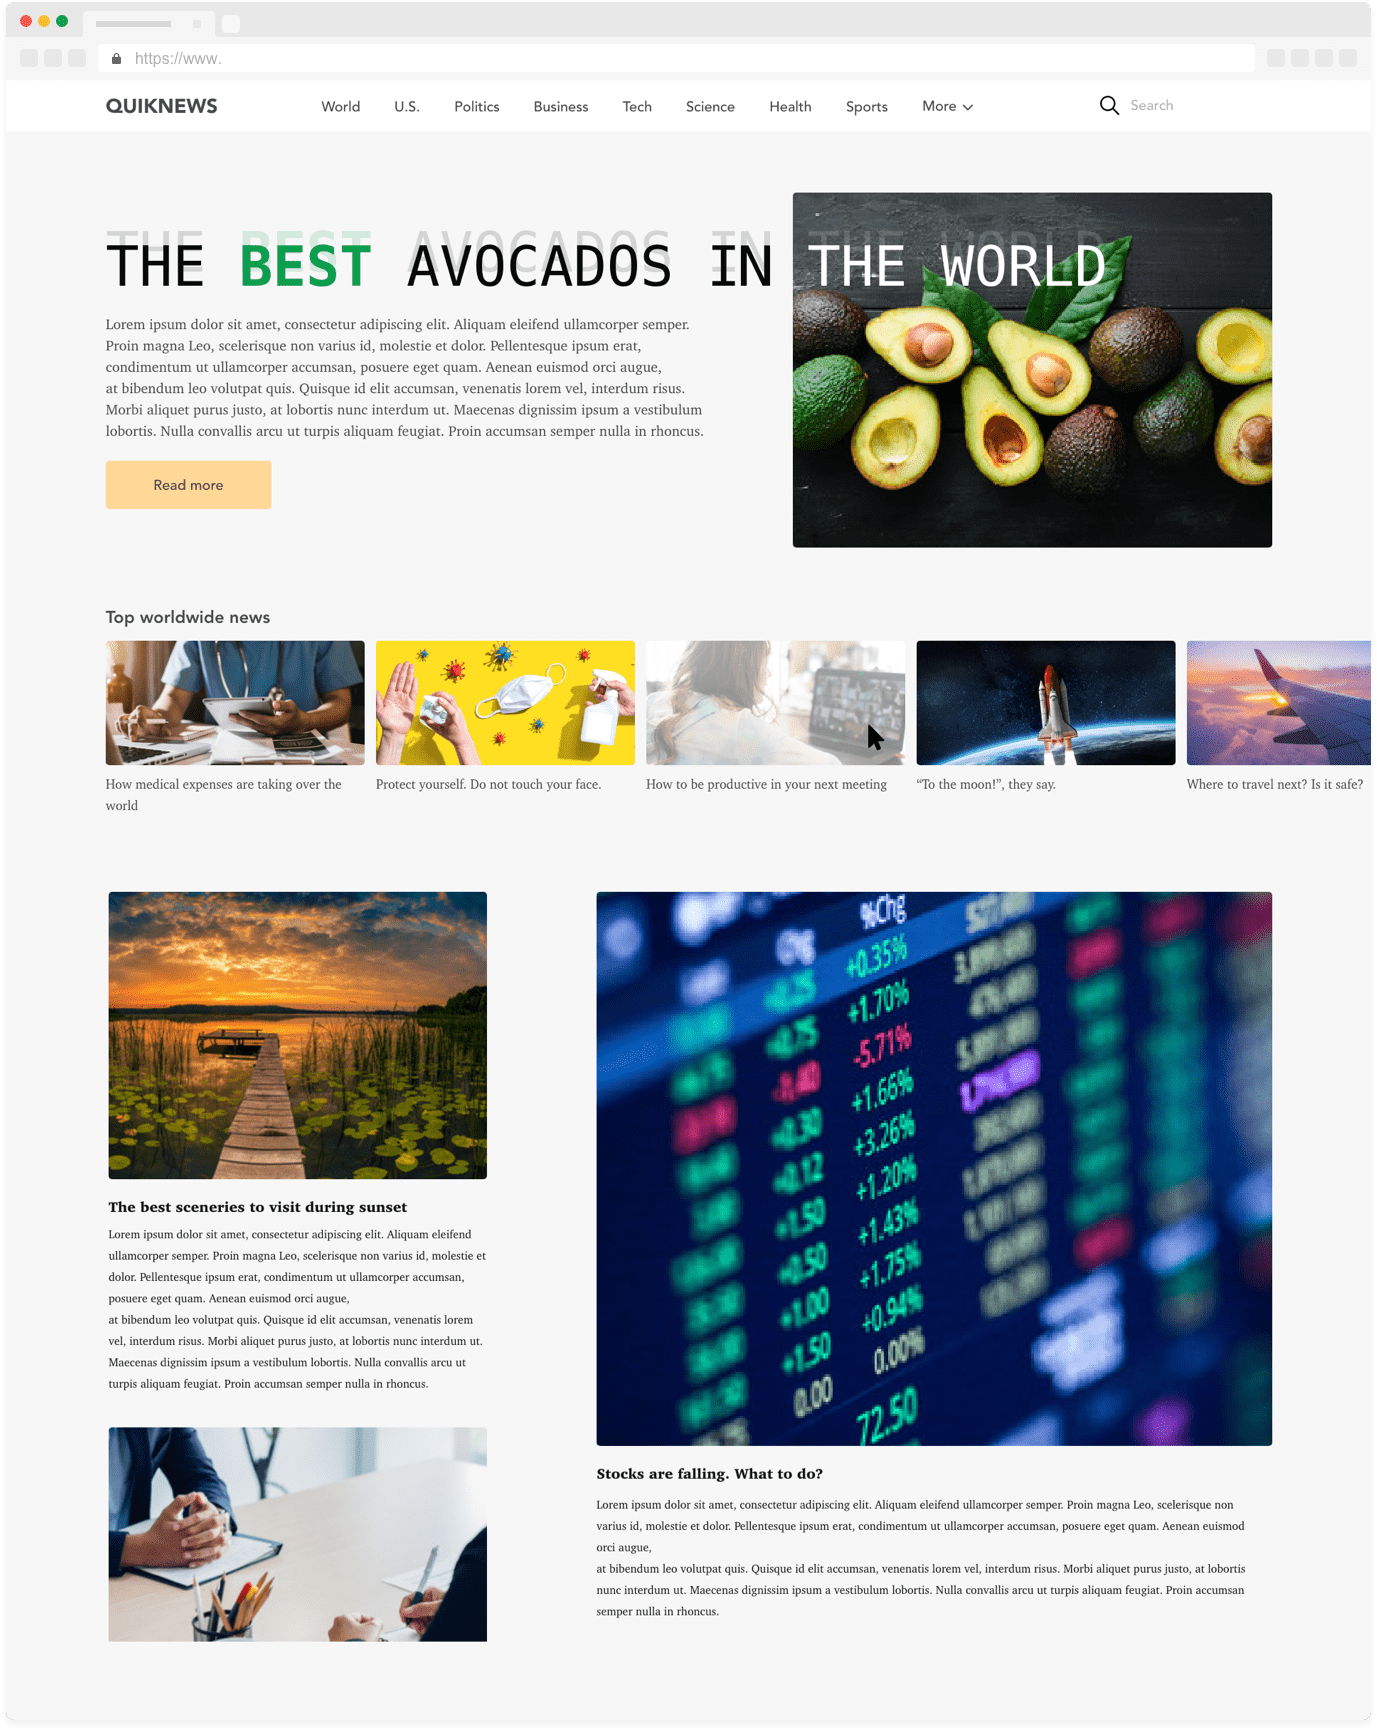 https://www.
QUIKNEWS World U.S. Politics Business Tech Science Health Sports More Search
THE BEST AVOCADOS IN THE WORLD
Lorem ipsum dolor sit amet, consectetur adipiscing elit. Aliquam eleifend ullamcorper semper.
Proin magna Leo, scelerisque non varius id, molestie et dolor. Pellentesque ipsum erat,
condimentum ut ullamcorper accumsan, posuere eget quam. Aenean euismod orci augue,
at bibendum leo volutpat quis. Quisque id elit accumsan, venenatis lorem vel, interdum risus.
Morbi aliquet purus justo, at lobortis nunc interdum ut. Maecenas dignissim ipsum a vestibulum
lobortis. Nulla convallis arcu ut turpis aliquam feugiat. Proin accumsan semper nulla in rhoncus.
Read more
Top worldwide news
How medical expenses are taking over the
world
Protect yourself. Do not touch your face.
How to be productive in your next meeting
“To the moon!”, they say.
Where to travel next? Is it safe?
The best sceneries to visit during sunset
Lorem ipsum dolor sit amet, consectetur adipiscing elit. Aliquam eleifend
ullamcorper semper. Proin magna Leo, scelerisque non varius id, molestie et
dolor. Pellentesque ipsum erat, condimentum ut ullamcorper accumsan,
posuere eget quam. Aenean euismod orci augue,
at bibendum leo volutpat quis. Quisque id elit accumsan, venenatis lorem
vel, interdum risus. Morbi aliquet purus justo, at lobortis nunc interdum ut.
Maecenas dignissim ipsum a vestibulum lobortis. Nulla convallis arcu ut
turpis aliquam feugiat. Proin accumsan semper nulla in rhoncus.
%Chg
0%
+0.35%
+1.70%
+0.75 -5.71%
+1.66%
+0.30 +3.26%
+0.12 +1.20%
+1.50 +1.43%
+0.50 +1.75%
+1.00 +0.94%
+1.50 0.00%
0.00 72.50
Stocks are falling. What to do?
Lorem ipsum dolor sit amet, consectetur adipiscing elit. Aliquam eleifend ullamcorper semper. Proin magna Leo, scelerisque non
varius id, molestie et dolor. Pellentesque ipsum erat, condimentum ut ullamcorper accumsan, posuere eget quam. Aenean euismod
orci augue,
at bibendum leo volutpat quis. Quisque id elit accumsan, venenatis lorem vel, interdum risus. Morbi aliquet purus justo, at lobortis
nunc interdum ut. Maecenas dignissim ipsum a vestibulum lobortis. Nulla convallis arcu ut turpis aliquam feugiat. Proin accumsan
semper nulla in rhoncus.